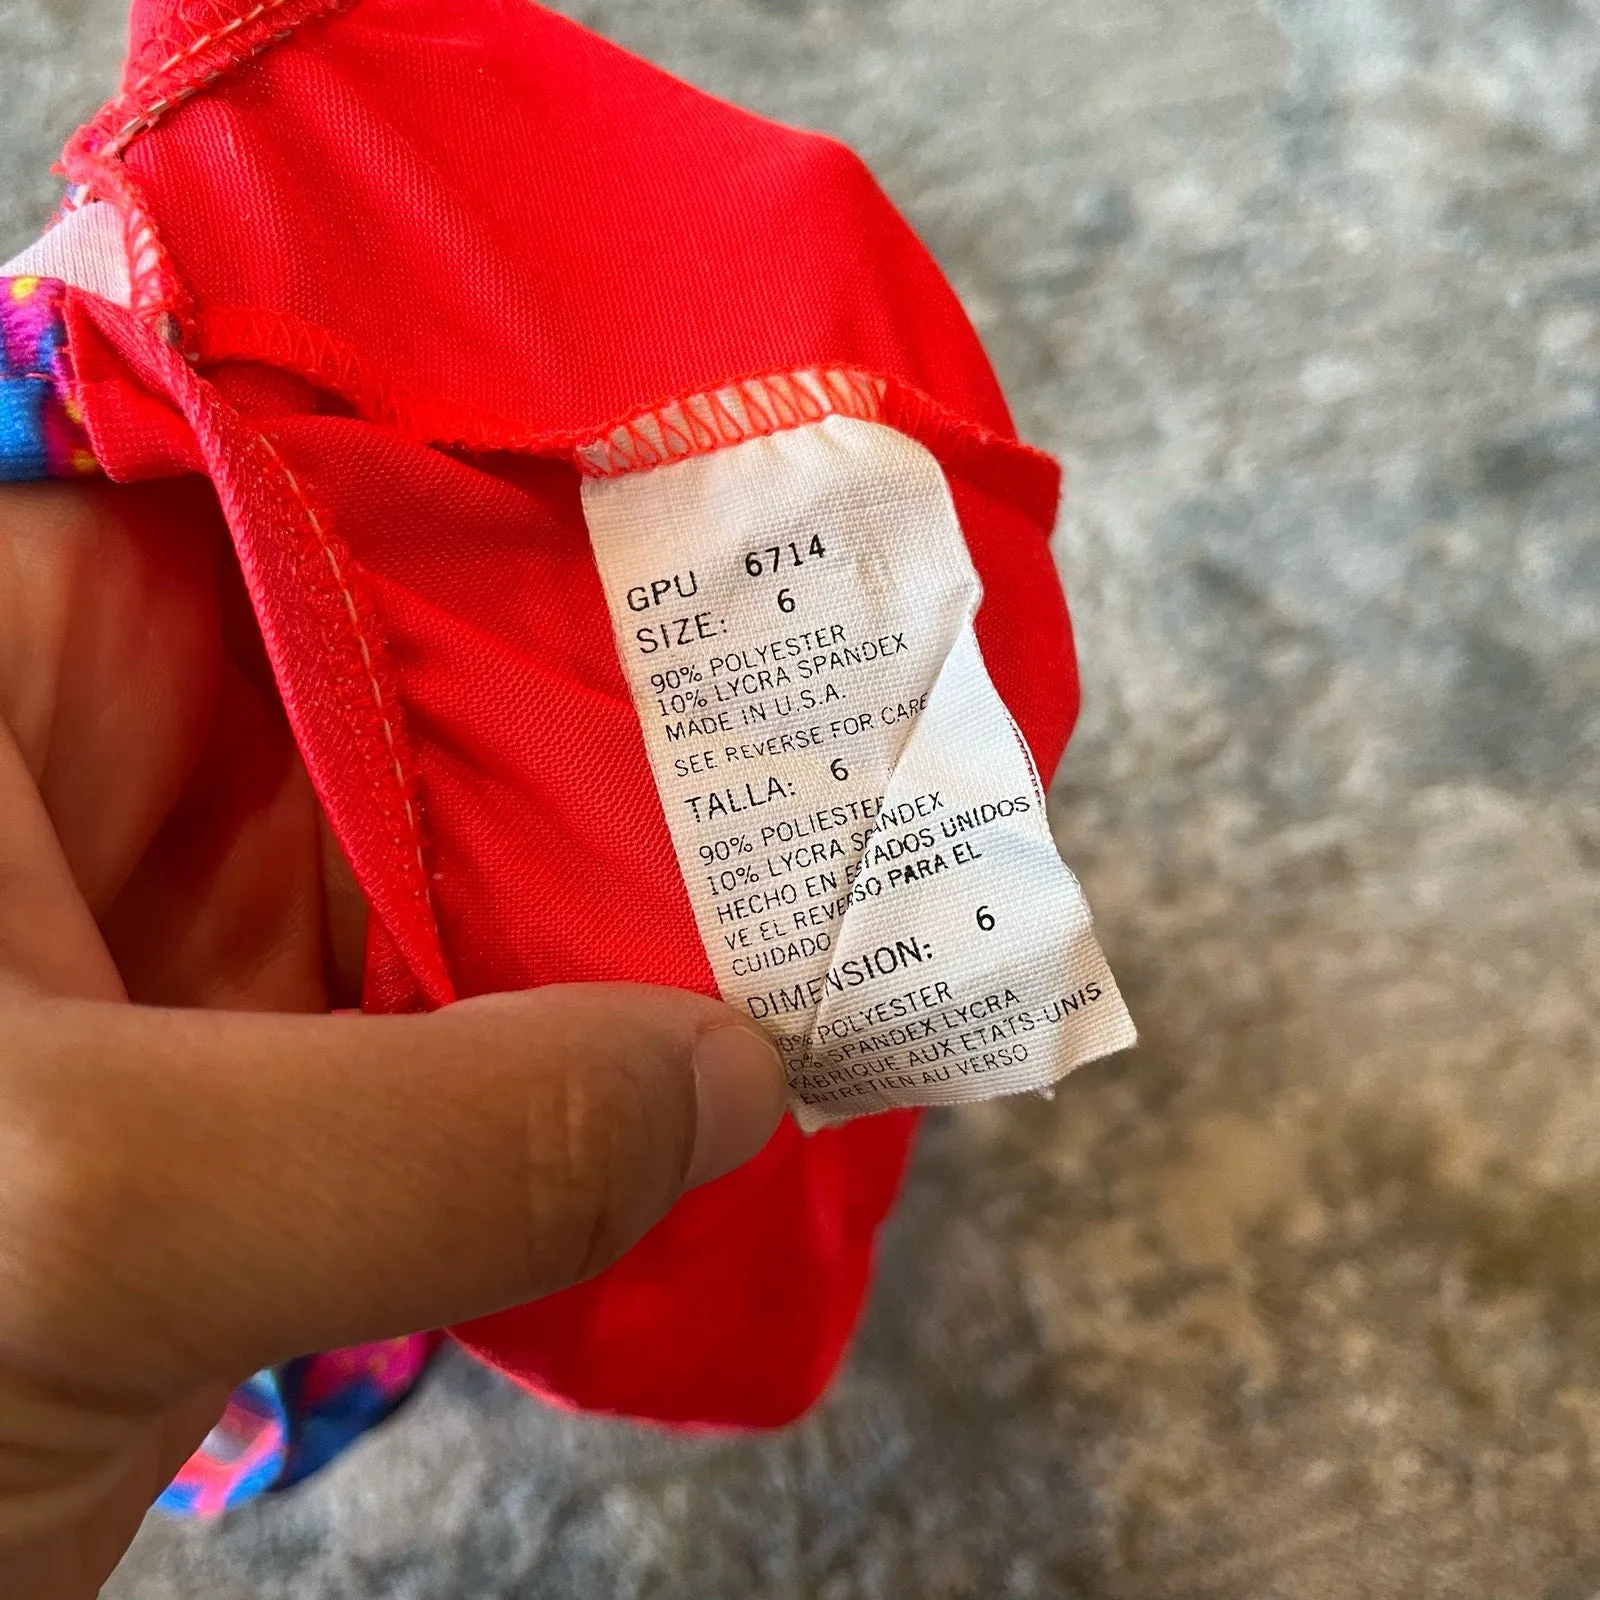 GPU 6714
SIZE: 6
90% POLYESTER
10% LYCRA SPANDEX
MADE IN U.S.A.
SEE REVERSE FOR CARE
TALLA: 6
90% POLIESTER
10% LYCRA SPANDEX
HECHO EN ESTADOS UNIDOS
VE EL REVERSO PARA EL
CUIDADO
DIMENSION: 6
POLYESTER
SPANDEX LYCRA
FABRIQUE AUX ETATS-UNIS
ENTRETIEN AU VERSO